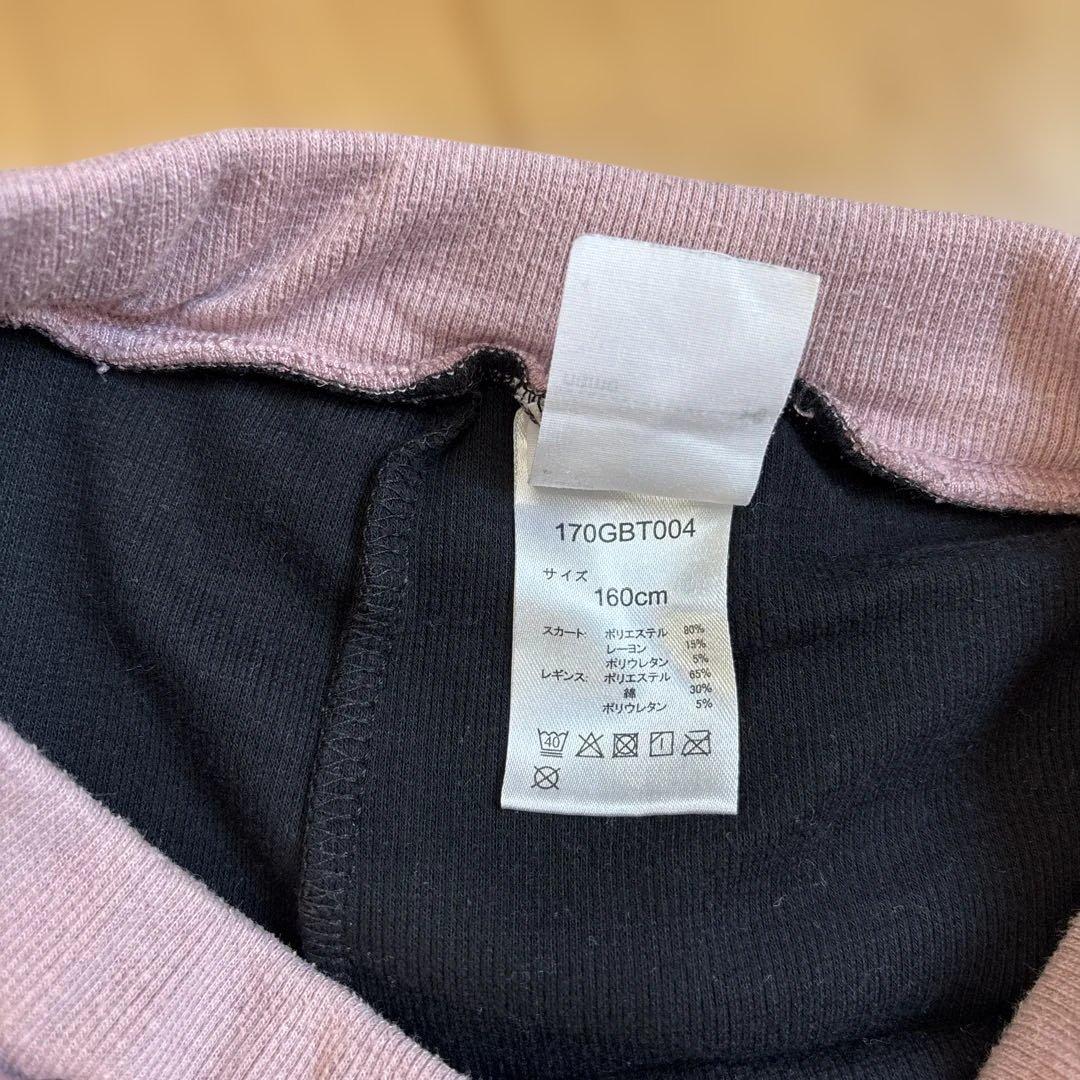 170GBT004
サイズ
160cm
スカート: ポリエステル 80%
レーヨン 15%
ポリウレタン 5%
レギンス: ポリエステル 65%
綿 30%
ポリウレタン 5%
40